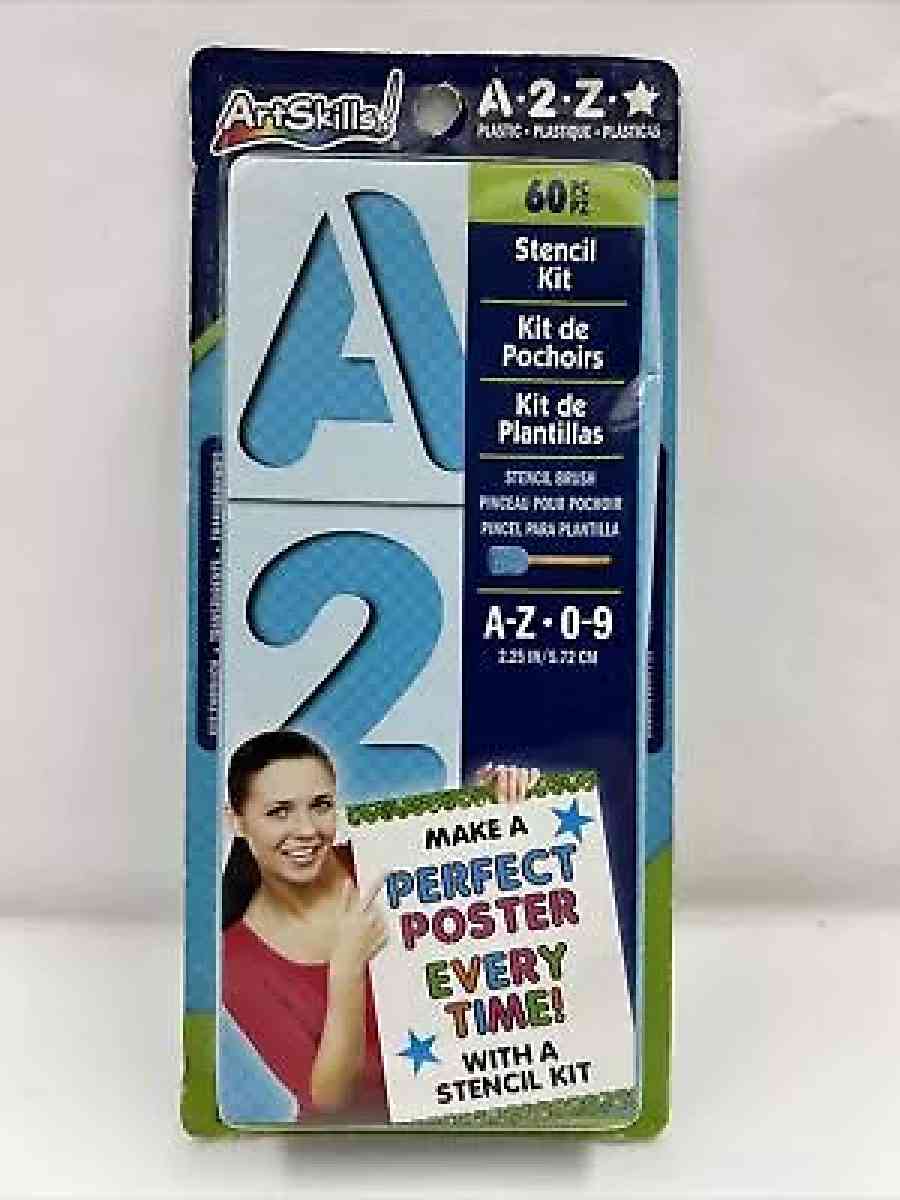 ArtSkills!
A·2·Z·★
PLASTIC • PLASTIQUE • PLÁSTICAS
60 PC
PZ
A
Stencil
Kit
Kit de
Pochoirs
Kit de
Plantillas
STENCIL BRUSH
PINCEAU POUR POCHOIR
PINCEL PARA PLANTILLA
A-Z • 0-9
2.25 IN/5.72 CM
2
MAKE A
PERFECT
POSTER
EVERY
TIME!
WITH A
STENCIL KIT